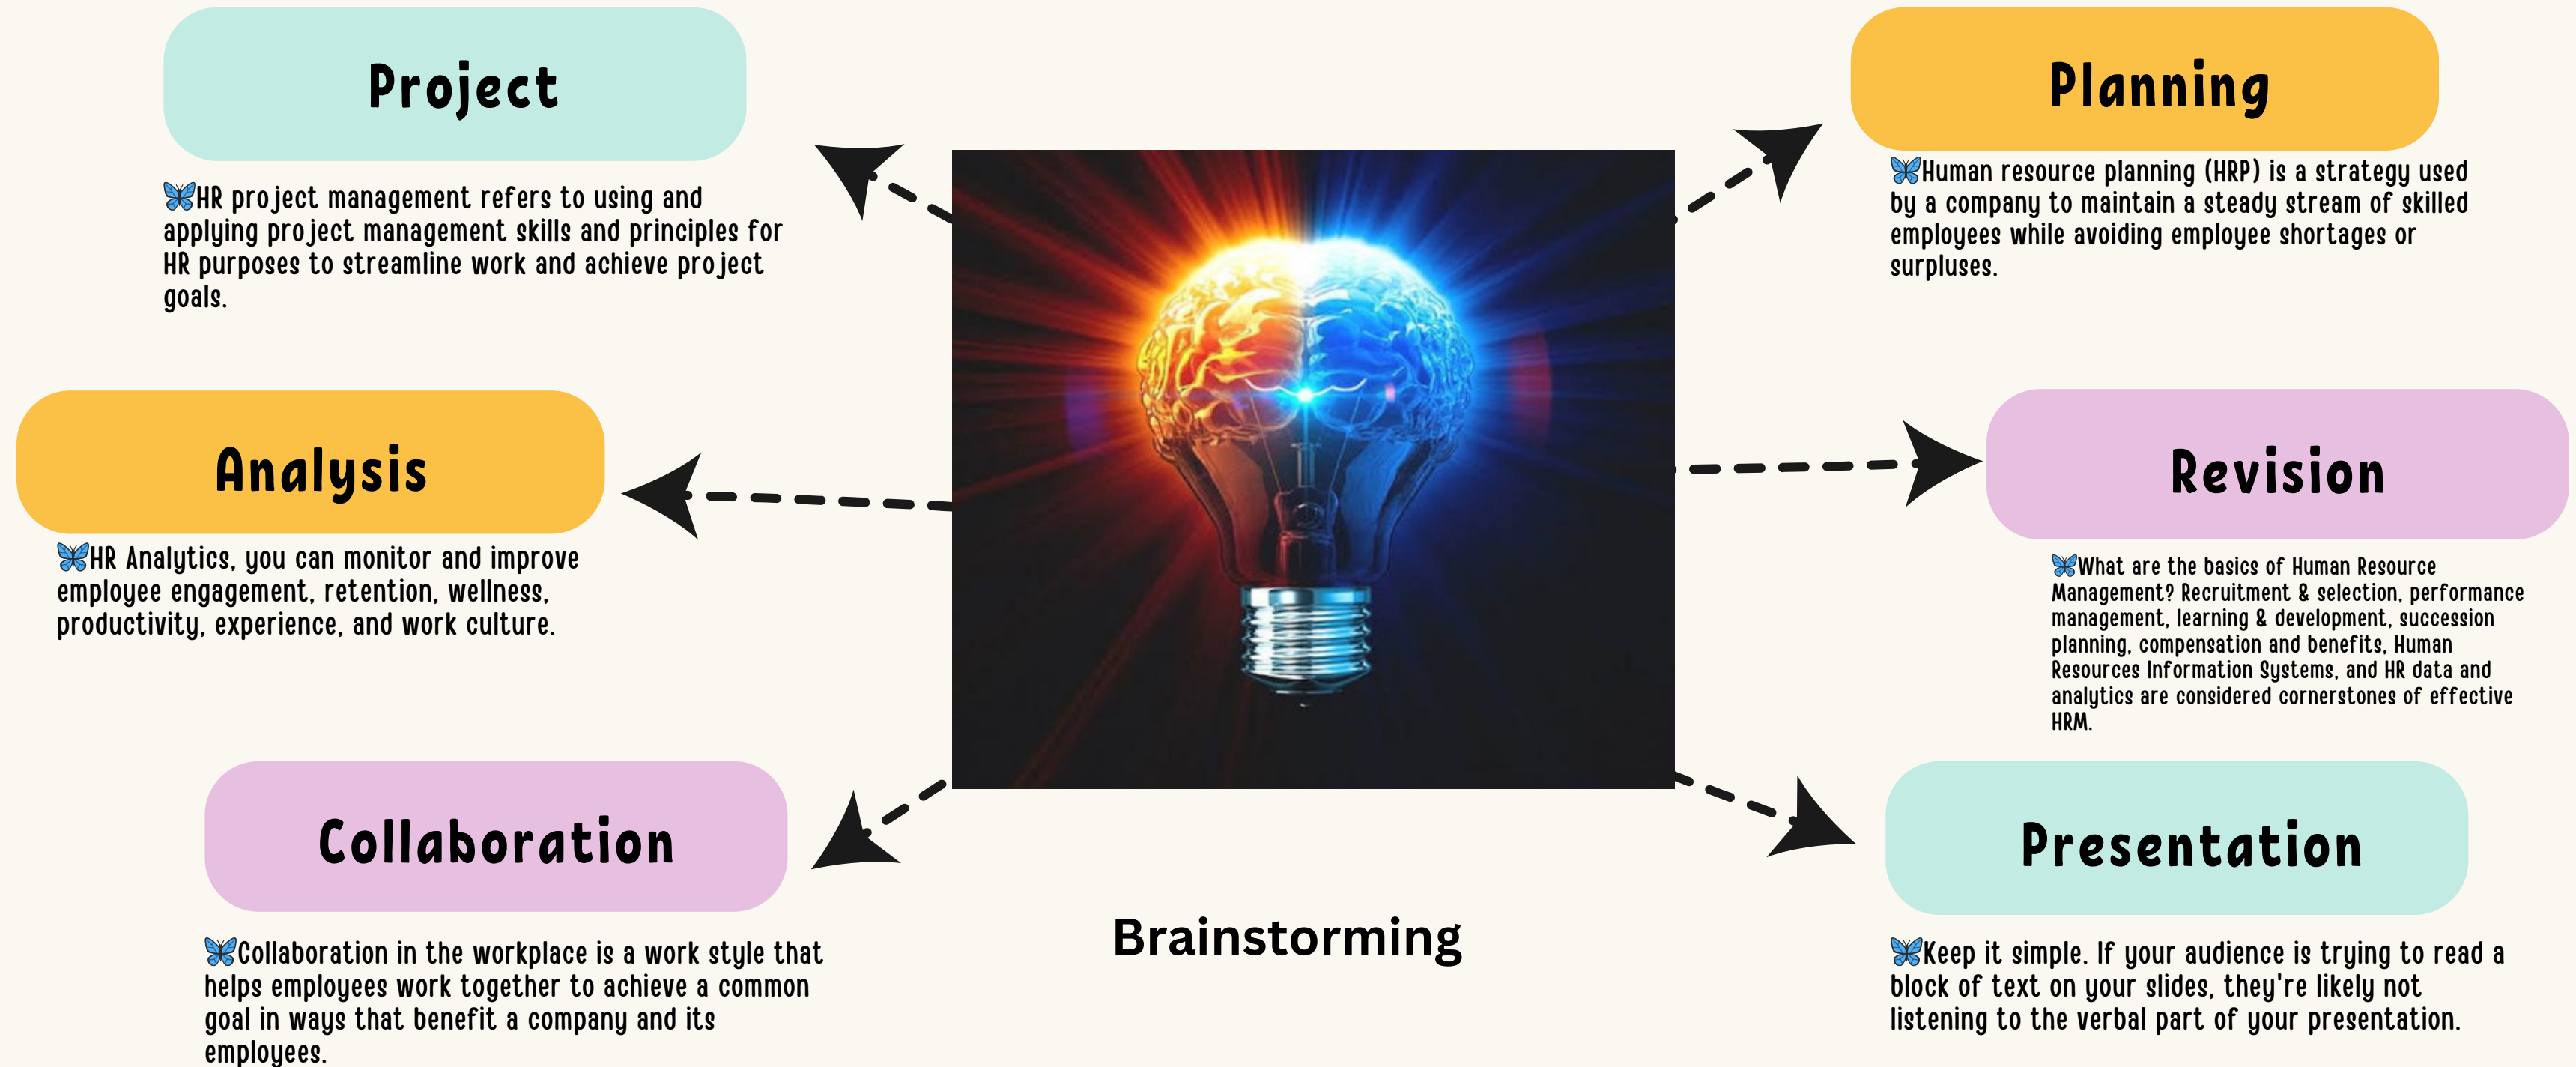 Project
HR project management refers to using and
applying project management skills and principles for
HR purposes to streamline work and achieve project
goals.
Analysis
HR Analytics, you can monitor and improve
employee engagement, retention, wellness,
productivity, experience, and work culture.
Collaboration
Collaboration in the workplace is a work style that
helps employees work together to achieve a common
goal in ways that benefit a company and its
employees.
Brainstorming
Planning
Human resource planning (HRP) is a strategy used
by a company to maintain a steady stream of skilled
employees while avoiding employee shortages or
surpluses.
Revision
What are the basics of Human Resource
Management? Recruitment & selection, performance
management, learning & development, succession
planning, compensation and benefits, Human
Resources Information Systems, and HR data and
analytics are considered cornerstones of effective
HRM.
Presentation
Keep it simple. If your audience is trying to read a
block of text on your slides, they're likely not
listening to the verbal part of your presentation.